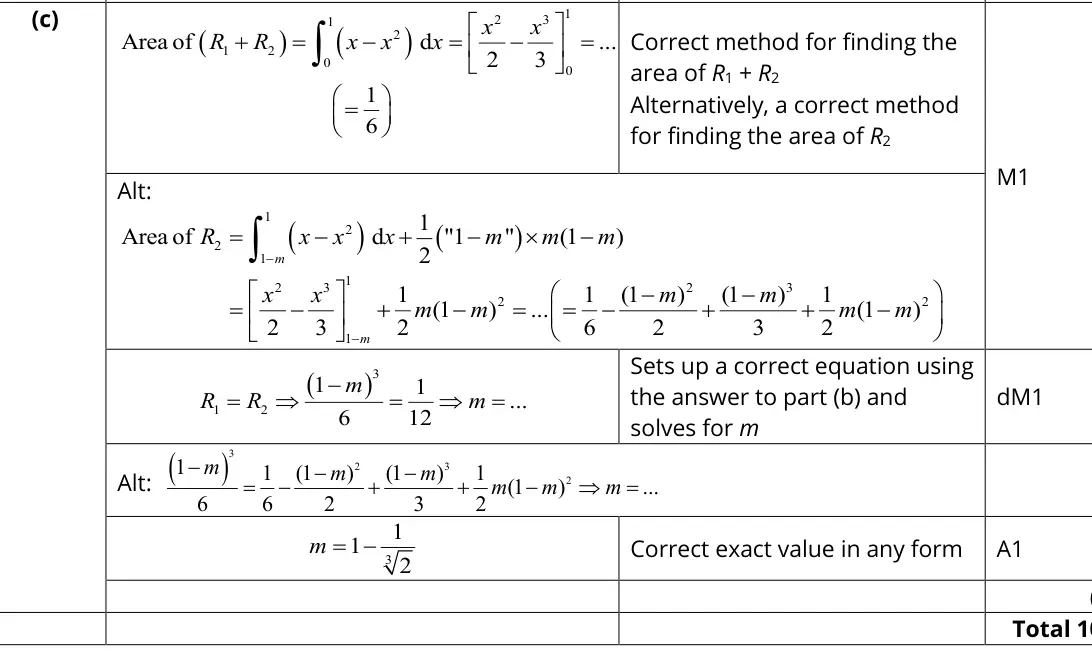 (c)
Area of (R₁ + R₂) = ∫₀¹ (x − x²) dx = [x²/2 − x³/3]₀¹ = ...
(= 1/6)
Correct method for finding the
area of R₁ + R₂
Alternatively, a correct method
for finding the area of R₂
M1
Alt:
Area of R₂ = ∫₁₋ₘ¹ (x − x²) dx + 1/2 ("1 − m") × m(1 − m)
= [x²/2 − x³/3]₁₋ₘ¹ + 1/2 m(1 − m)² = ... (= 1/6 − (1 − m)²/2 + (1 − m)³/3 + 1/2 m(1 − m)²)
R₁ = R₂ ⇒ (1 − m)³/6 = 1/12 ⇒ m = ...
Sets up a correct equation using
the answer to part (b) and
solves for m
dM1
Alt: (1 − m)³/6 = 1/6 − (1 − m)²/2 + (1 − m)³/3 + 1/2 m(1 − m)² ⇒ m = ...
m = 1 − 1/∛2
Correct exact value in any form
A1
(
Total 1